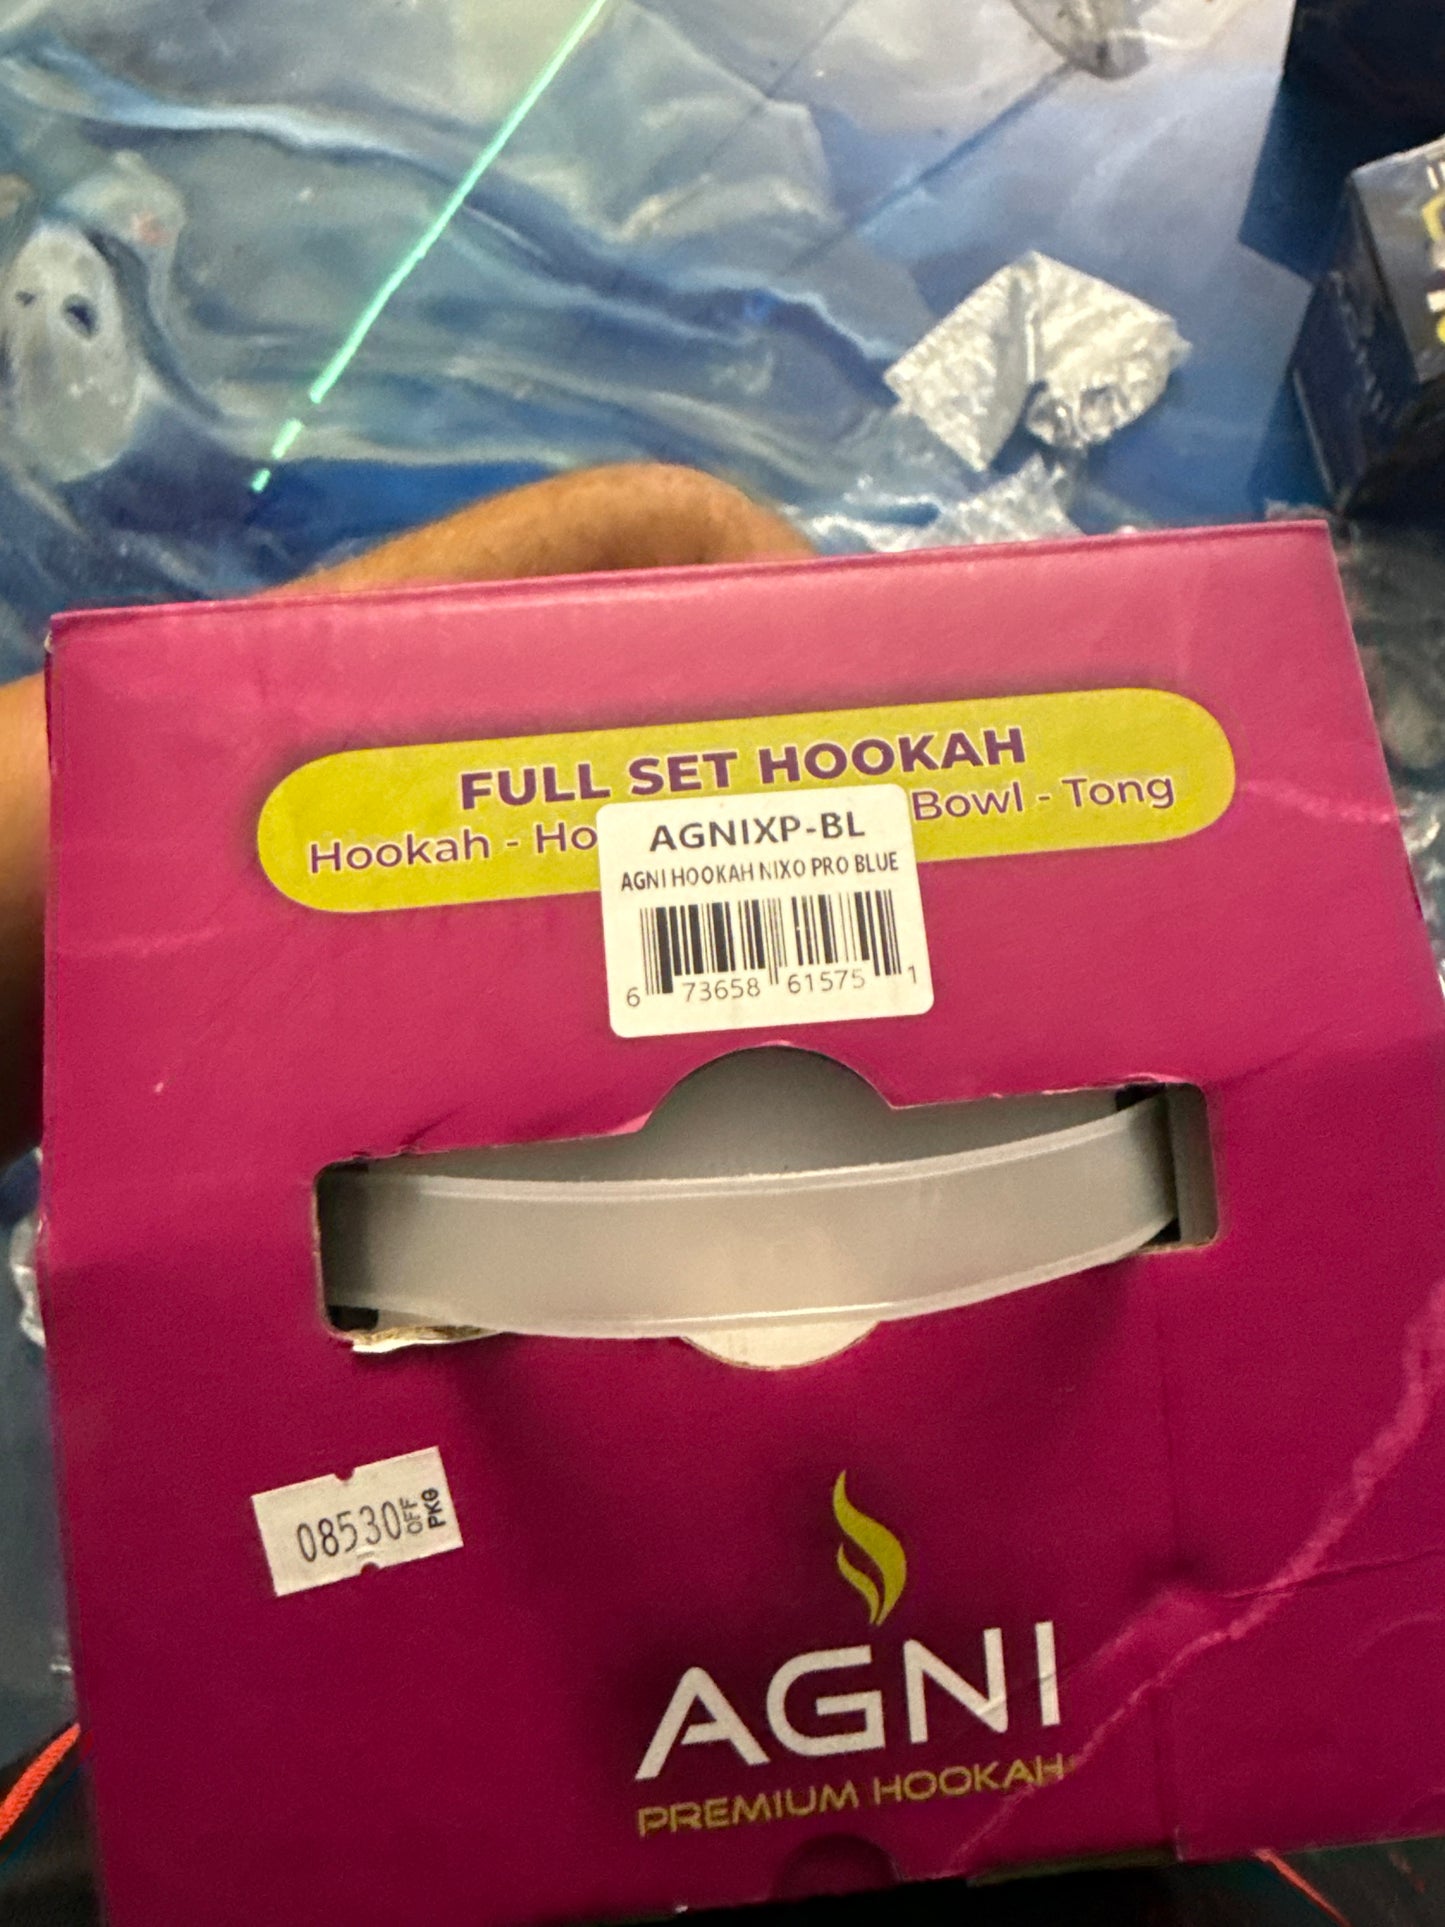 FULL SET HOOKAH
Hookah - Ho
Bowl - Tong
AGNIXP-BL
AGNI HOOKAH NIXO PRO BLUE
6 73658 61575 1
08530 OFF PK0
AGNI
PREMIUM HOOKAH